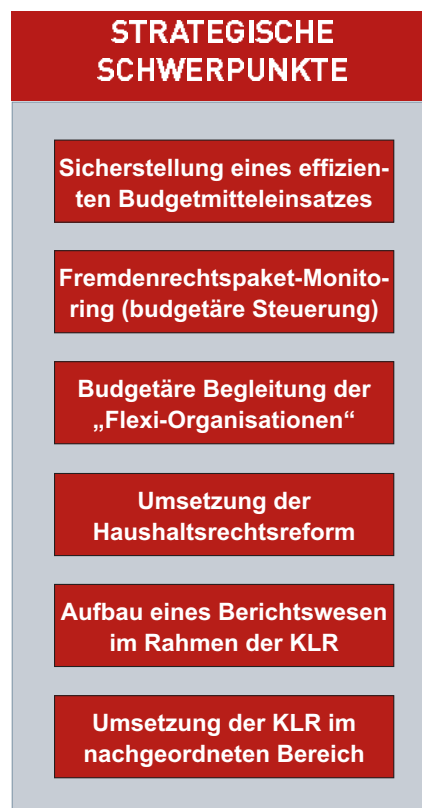 STRATEGISCHE
SCHWERPUNKTE
Sicherstellung eines effizien-
ten Budgetmitteleinsatzes
Fremdenrechtspaket-Monito-
ring (budgetäre Steuerung)
Budgetäre Begleitung der
„Flexi-Organisationen“
Umsetzung der
Haushaltsrechtsreform
Aufbau eines Berichtswesen
im Rahmen der KLR
Umsetzung der KLR im
nachgeordneten Bereich